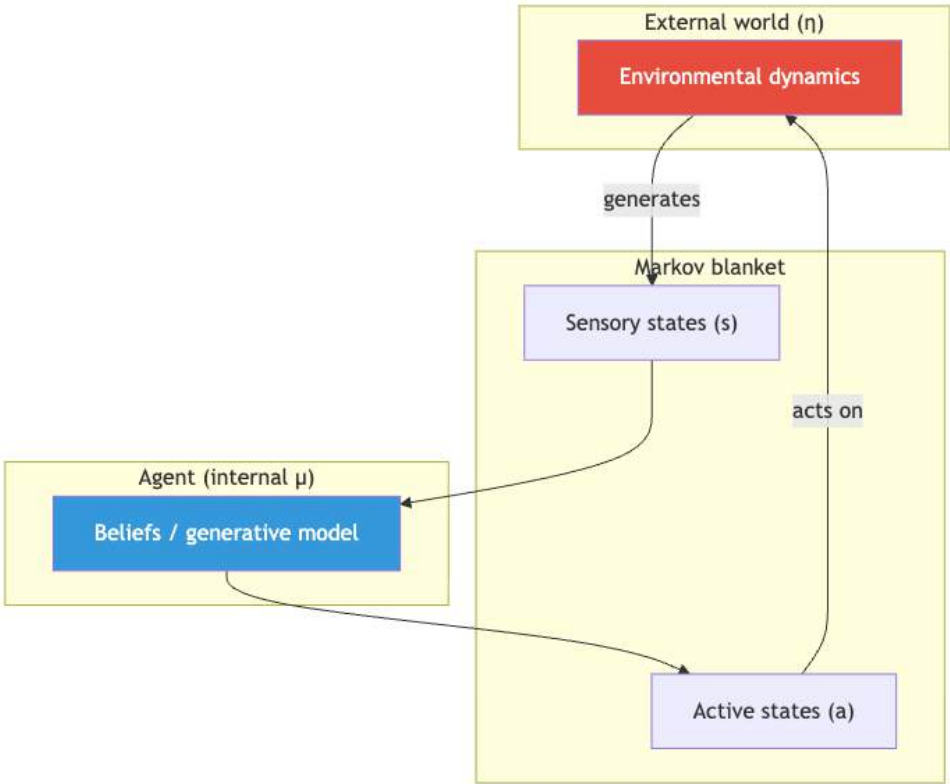 External world (η)
Environmental dynamics
generates
Markov blanket
Sensory states (s)
acts on
Agent (internal μ)
Beliefs / generative model
Active states (a)